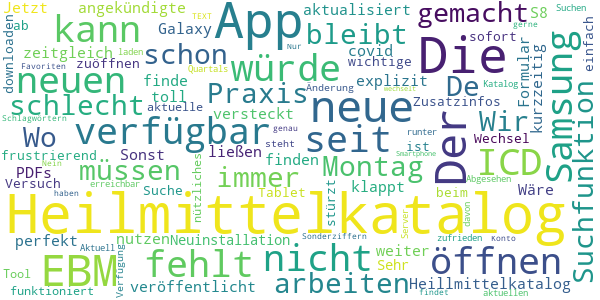 Jetzt
angekündigte
aktualisiert
gemacht
S8
Suchen
ab
TEXT
gerne
App
kann
Galaxy
bleibt
Die
sofort
downloaden
zeitgleich
zuöffnen
schon
covid
wichtige
Formular
einfach
Favoriten
laden
Nur
neuen
finde
würde
explizit
kurzzeitig
Samsung
Suchfunktion
Quartals
Änderung
De
Katalog
schlecht
toll
Praxis
neue
Zusatzinfos
Schlagwörtern
aktuelle
versteckt
genau
Der
Wir
Wo
verfügbar
seit
wechseln
frustrierend
Sonst
ließen
steht
runter
Wechsel
PDFs
müssen
nützliches
finden
Montag
ist
ICD
Smartphone
Versuch
Nein
immer
Suche
klappt
Abgesehen
haben
erreichbar
Tablet
stürzt
beim
Wäre
Heilmittelkatalog
Server
davon
perfekt
nutzen
Neuinstallation
Sonderziffern
weiter
zufrieden
Konto
Aktuell
Verfügung
fehlt
nicht
Sehr
findet
öffnen
Tool
EBM
arbeiten
Heillmittelkatalog
funktioniert
veröffentlicht
aktuellen